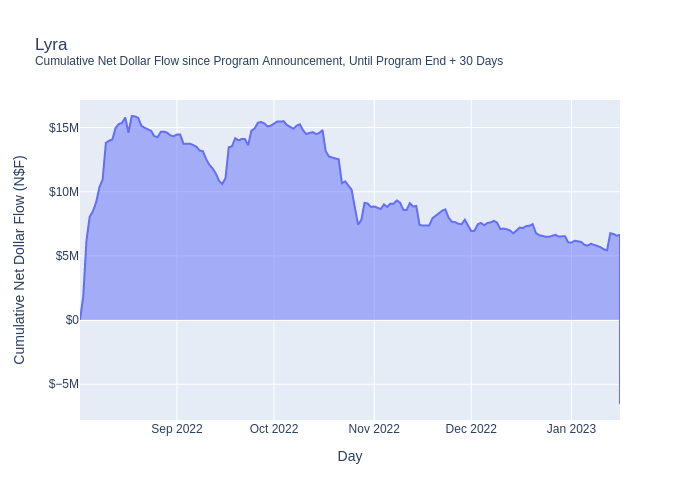 Lyra
Cumulative Net Dollar Flow since Program Announcement, Until Program End + 30 Days
Cumulative Net Dollar Flow (N$F)
$15M
$10M
$5M
$0
$−5M
Sep 2022
Oct 2022
Nov 2022
Dec 2022
Jan 2023
Day